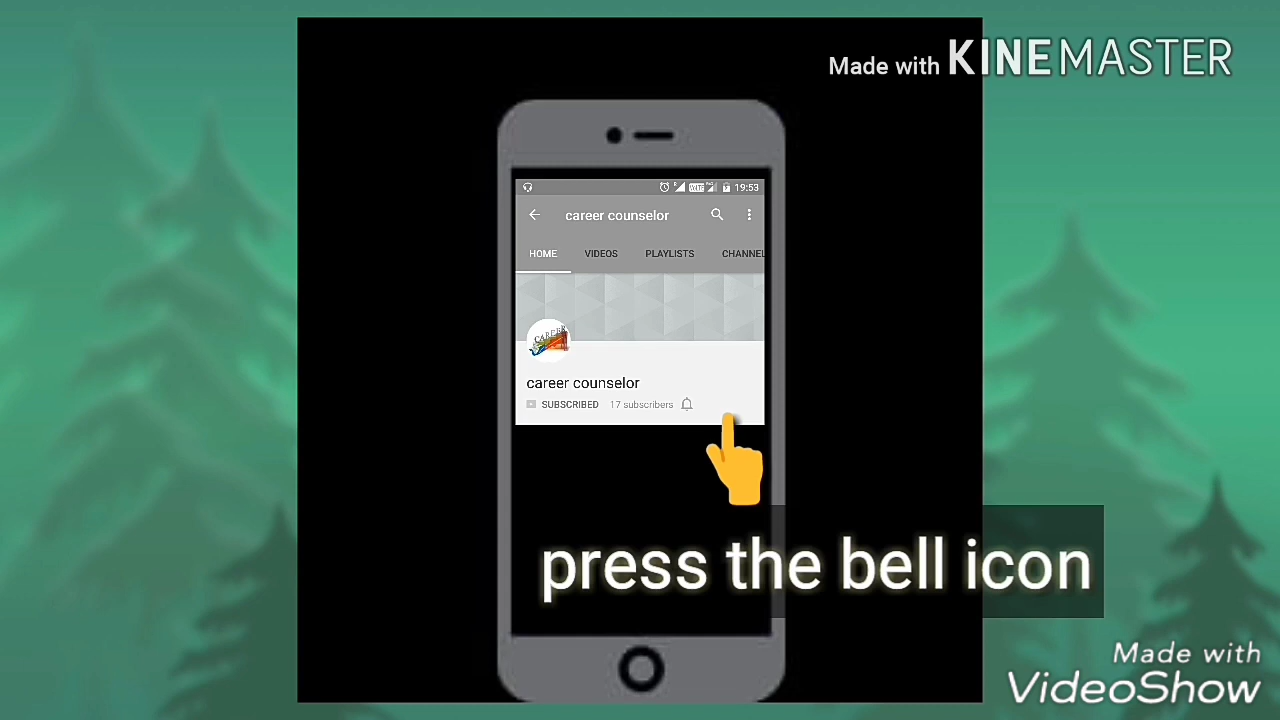 Made with KINEMASTER
19:53
career counselor
HOME VIDEOS PLAYLISTS CHANNEL
CAREER
career counselor
SUBSCRIBED 17 subscribers
press the bell icon
Made with
VideoShow